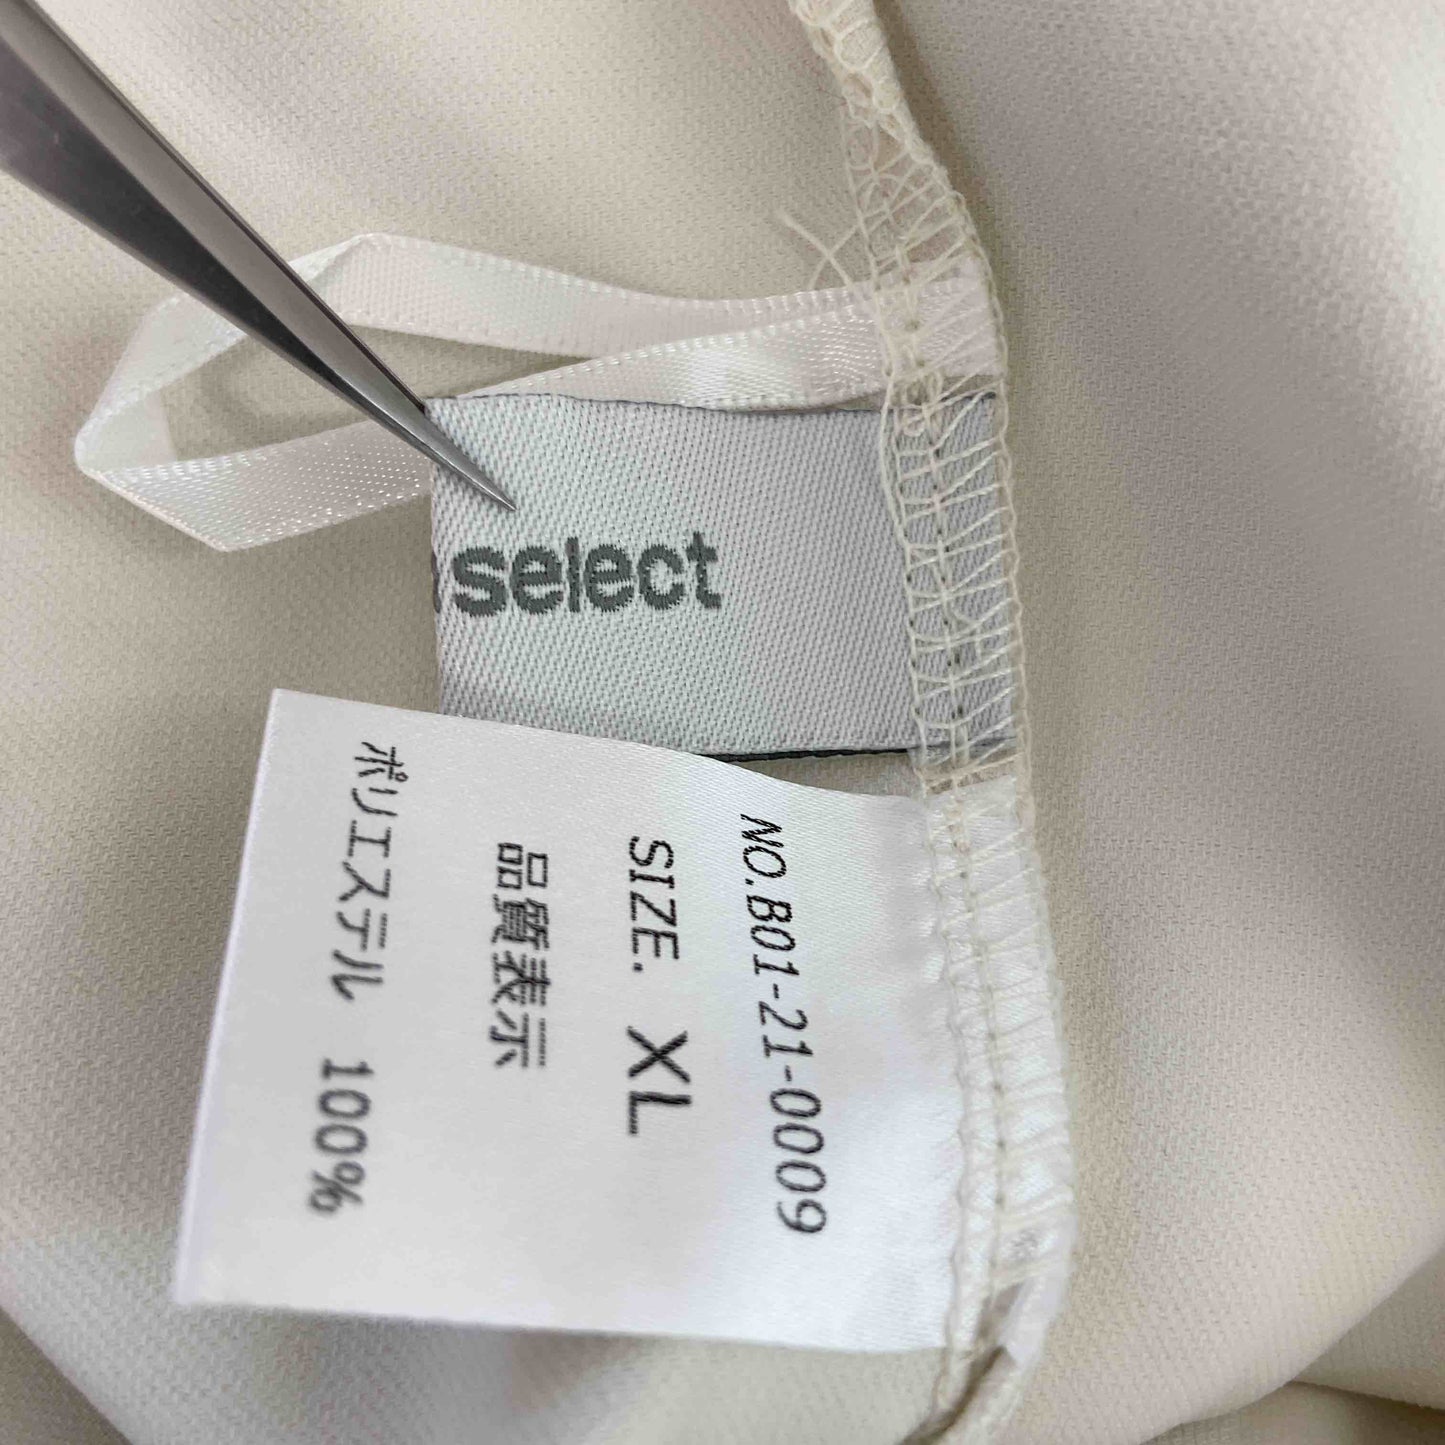 select
NO.B01-21-0009
SIZE. XL
品質表示
ポリエステル 100%